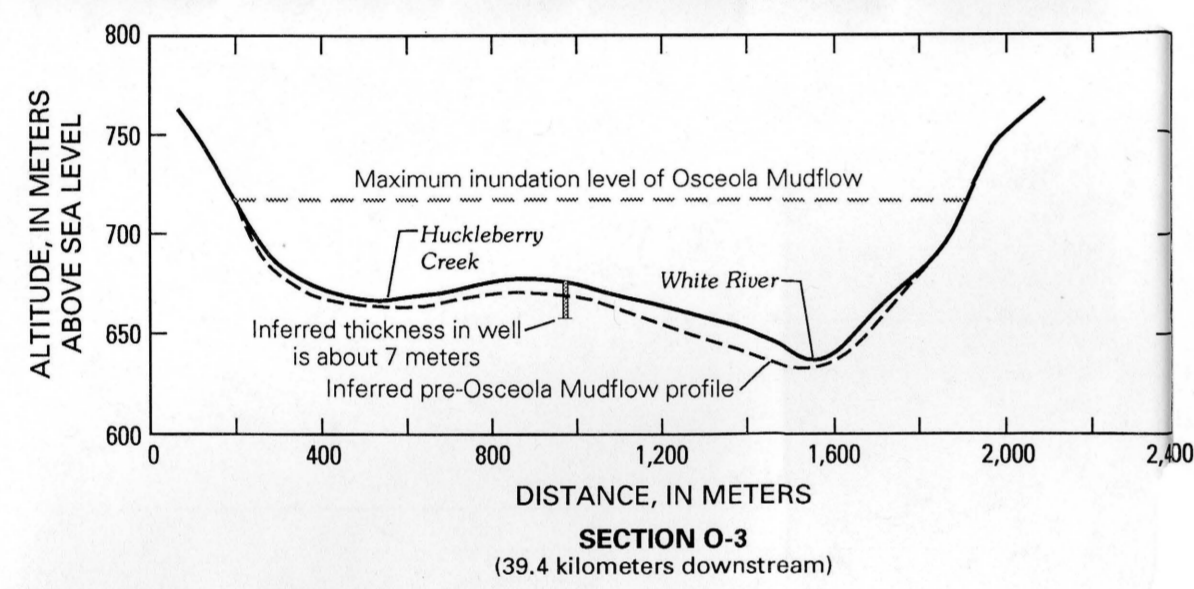 800
750
700
650
600
ALTITUDE, IN METERS
ABOVE SEA LEVEL
Maximum inundation level of Osceola Mudflow
Huckleberry
Creek
White River
Inferred thickness in well
is about 7 meters
Inferred pre-Osceola Mudflow profile
0 400 800 1,200 1,600 2,000 2,40
DISTANCE, IN METERS
SECTION O-3
(39.4 kilometers downstream)